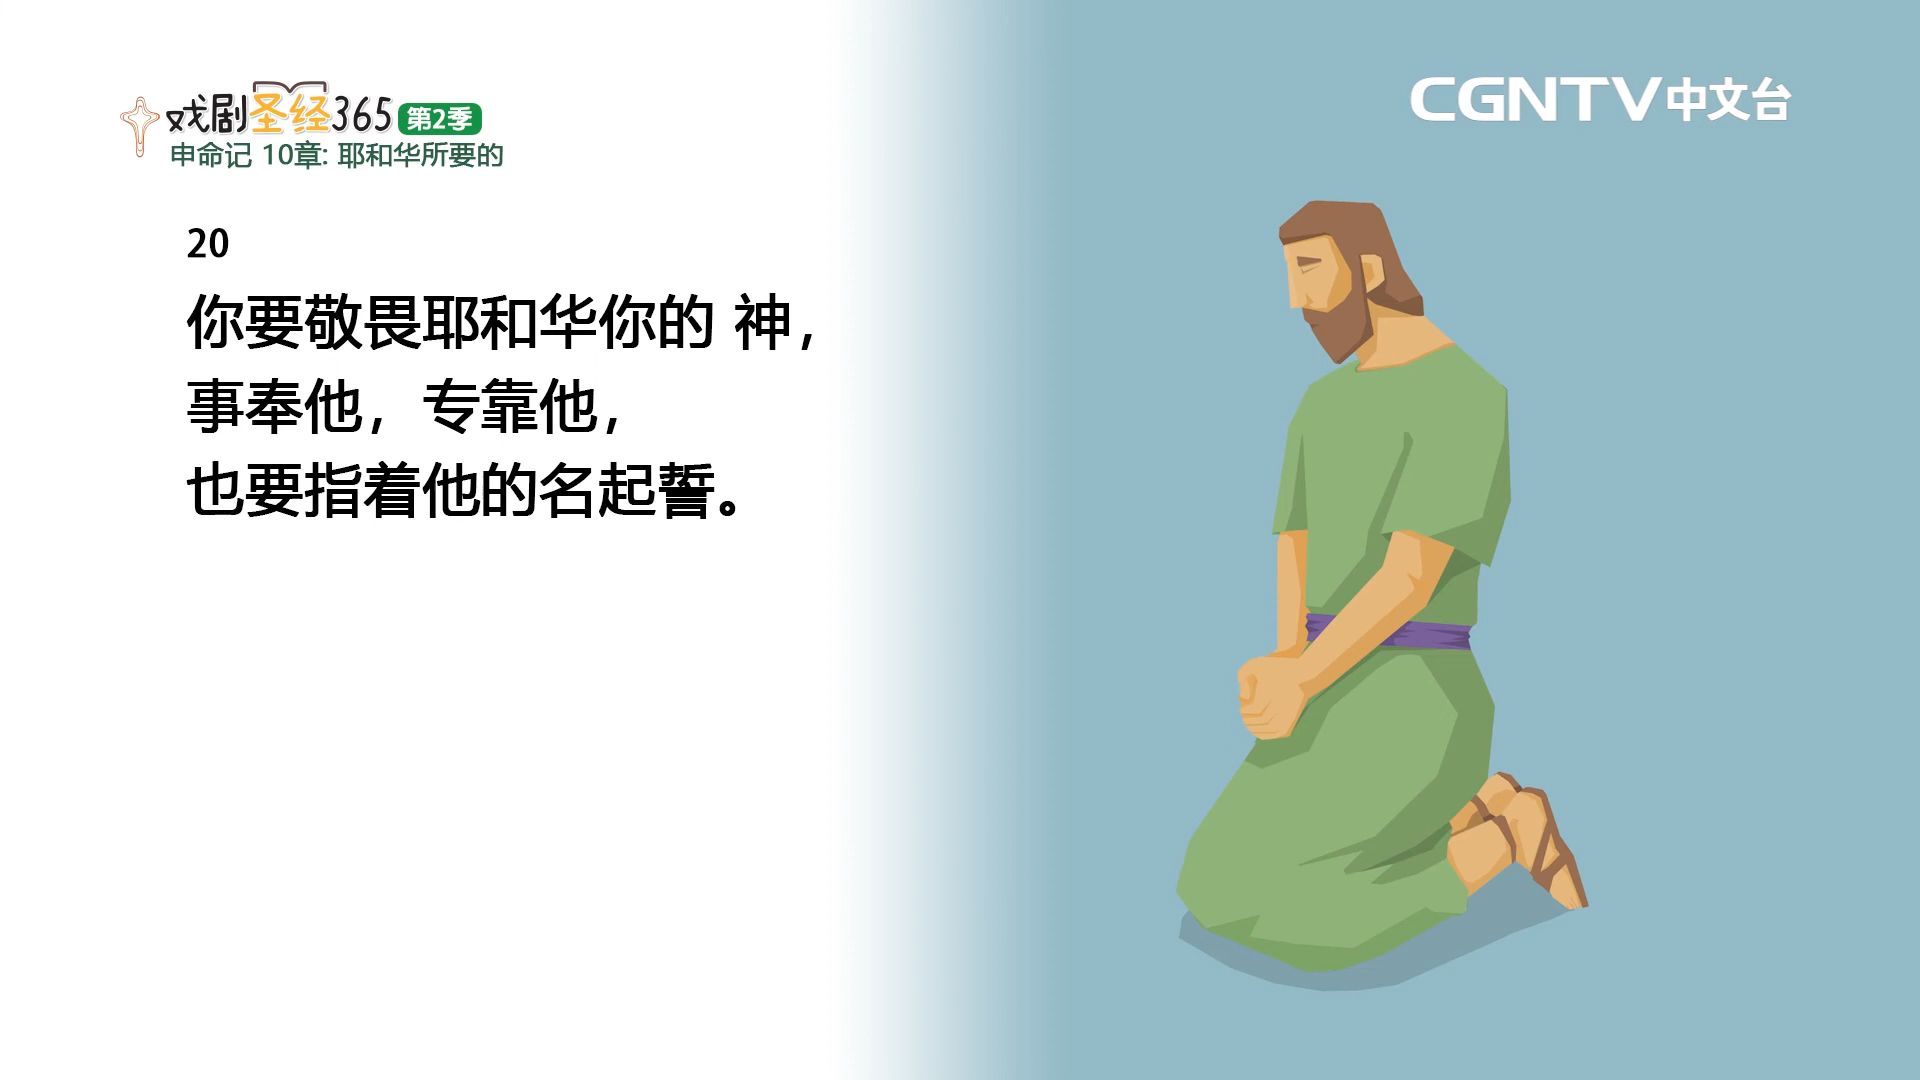 戏剧圣经365 第2季
申命记 10章: 耶和华所要的
CGNTV中文台
20
你要敬畏耶和华你的 神，
事奉他，专靠他，
也要指着他的名起誓。